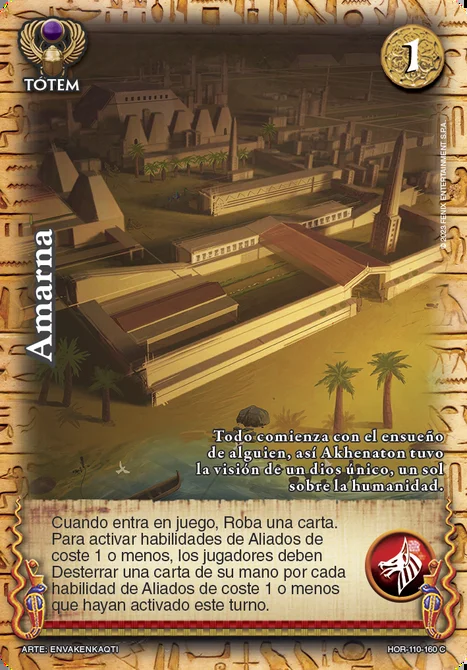 TÓTEM
1
© 2023 FENIX ENTERTAINMENT S.P.A.
Amarna
Todo comienza con el ensueño
de alguien, así Akhenaton tuvo
la visión de un dios único, un sol
sobre la humanidad.
Cuando entra en juego, Roba una carta.
Para activar habilidades de Aliados de
coste 1 o menos, los jugadores deben
Desterrar una carta de su mano por cada
habilidad de Aliados de coste 1 o menos
que hayan activado este turno.
ARTE: ENVAKENKAQTI
HOR-110-160 C